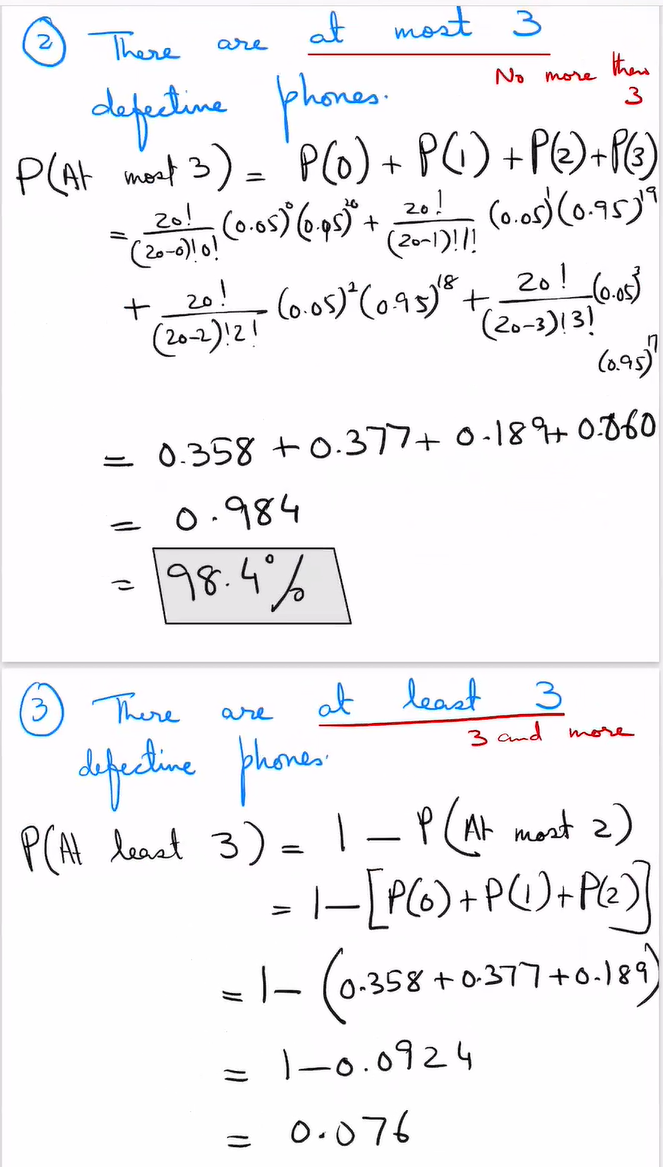 ② There are at most 3
No more then 3
defective phones.
P(At most 3) = P(0) + P(1) + P(2) + P(3)
= 20!/(20-0)!0! (0.05)⁰ (0.95)²⁰ + 20!/(20-1)!1! (0.05)¹ (0.95)¹⁹
+ 20!/(20-2)!2! (0.05)² (0.95)¹⁸ + 20!/(20-3)!3! (0.05)³
(0.95)¹⁷
= 0.358 + 0.377 + 0.189 + 0.060
= 0.984
= 98.4%
③ There are at least 3
3 and more
defective phones.
P(At least 3) = 1 - P(At most 2)
= 1-[P(0) + P(1) + P(2)]
= 1- (0.358 + 0.377 + 0.189)
= 1-0.0924
= 0.076